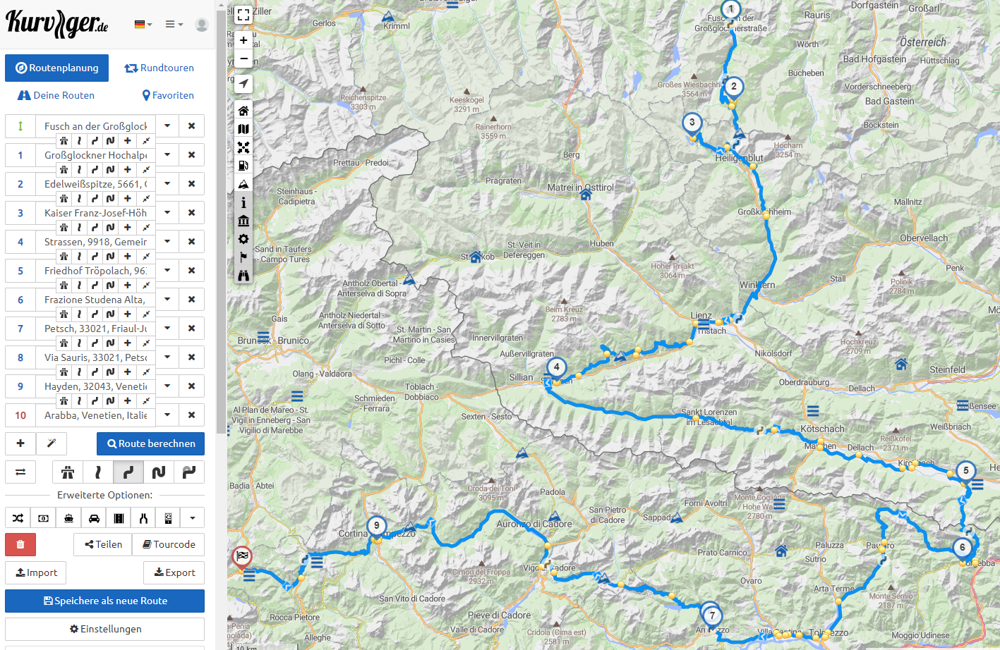 Kurviger.de
Routenplanung
Rundtouren
Deine Routen
Favoriten
Fusch an der Großglock
1 Großglockner Hochalpe
2 Edelweißspitze, 5661,
3 Kaiser Franz-Josef-Höh
4 Strassen, 9918, Gemein
5 Friedhof Tröpolach, 96
6 Frazione Studena Alta,
7 Petsch, 33021, Friaul-Ju
8 Via Sauris, 33021, Petsc
9 Hayden, 32043, Venetie
10 Arabba, Venetien, Italie
Route berechnen
Erweiterte Optionen:
Teilen
Tourcode
Import
Export
Speichere als neue Route
Einstellungen
Ziller
Gerlos
Krimml
1
Fusch an der
Großglocknerstraße
Rauris
Dorfgastein
Großarl
Wörth
Österreich
Bad Hofgastein
Hüttschlag
Bucheben
Großes Wiesbachh
3564 m
2
Vorderschneeberg
Bad Gastein
Böckstein
Reichenspitze
3303 m
Keeskogel
3291 m
Rainerhorn
3559 m
3
Hocharn
3254 m
Heiligenblut
Berg
Prettau - Predoi
Prägraten
Matrei in Osttirol
Steinhaus -
Cadipietra
Großkirchheim
Mallnitz
Obervellach
Sand in Taufers
- Campo Tures
St. Jakob
St. Veit in
Defereggen
Huben
Hoher Prijakt
3064 m
Penk
Stall
Polinik
2784 m
Antholz Obertal -
Anterselva di Sopra
Winklern
Beim Kreuz
2783 m
Gais
Antholz Niedertal -
Anterselva di Sotto
Lienz
Tristach
Mö
St. Martin - San
Martino in Casies
Innervillgraten
Hochkreuz
2709 m
Bruneck - Brunico
Außervillgraten
Nikolsdorf
Pichl - Colle
4
Steinfeld
Olang - Valdaora
Sillian
Oberdrauburg
Dellach
Toblach -
Dobbiaco
Schmieden
- Ferrara
Al Plan de Mareo - St.
Vigil in Enneberg - San
Vigilio di Marebbe
Sexten - Sesto
Sankt Lorenzen
im Lesachtal
Kötschach
Weißbriach
Reißkofel
2371 m
Mauthen
Dellach
Kirchbach
5
Badia - Abtei
Croda dei Toni
3095 m
Padola
Forni Avoltri
Monte Coglians
/ Hohe Warte
2780 m
San Pietro
di Cadore
Sappada
9
Cortina d'Ampezzo
Auronzo di Cadore
Prato Carnico
Paluzza
Paularo
6
Pontebba
Sutrio
Cimon del Froppa
2932 m
Vigo di Cadore
Ovaro
Arta Terme
Monte Sernio
2187 m
San Vito di Cadore
Rocca Pietore
Pieve di Cadore
Valle di Cadore
Cridola (Cima est)
2581 m
7
Ampezzo
Villa Santina
Tolmezzo
Moggio Udinese
Alleghe
10 km